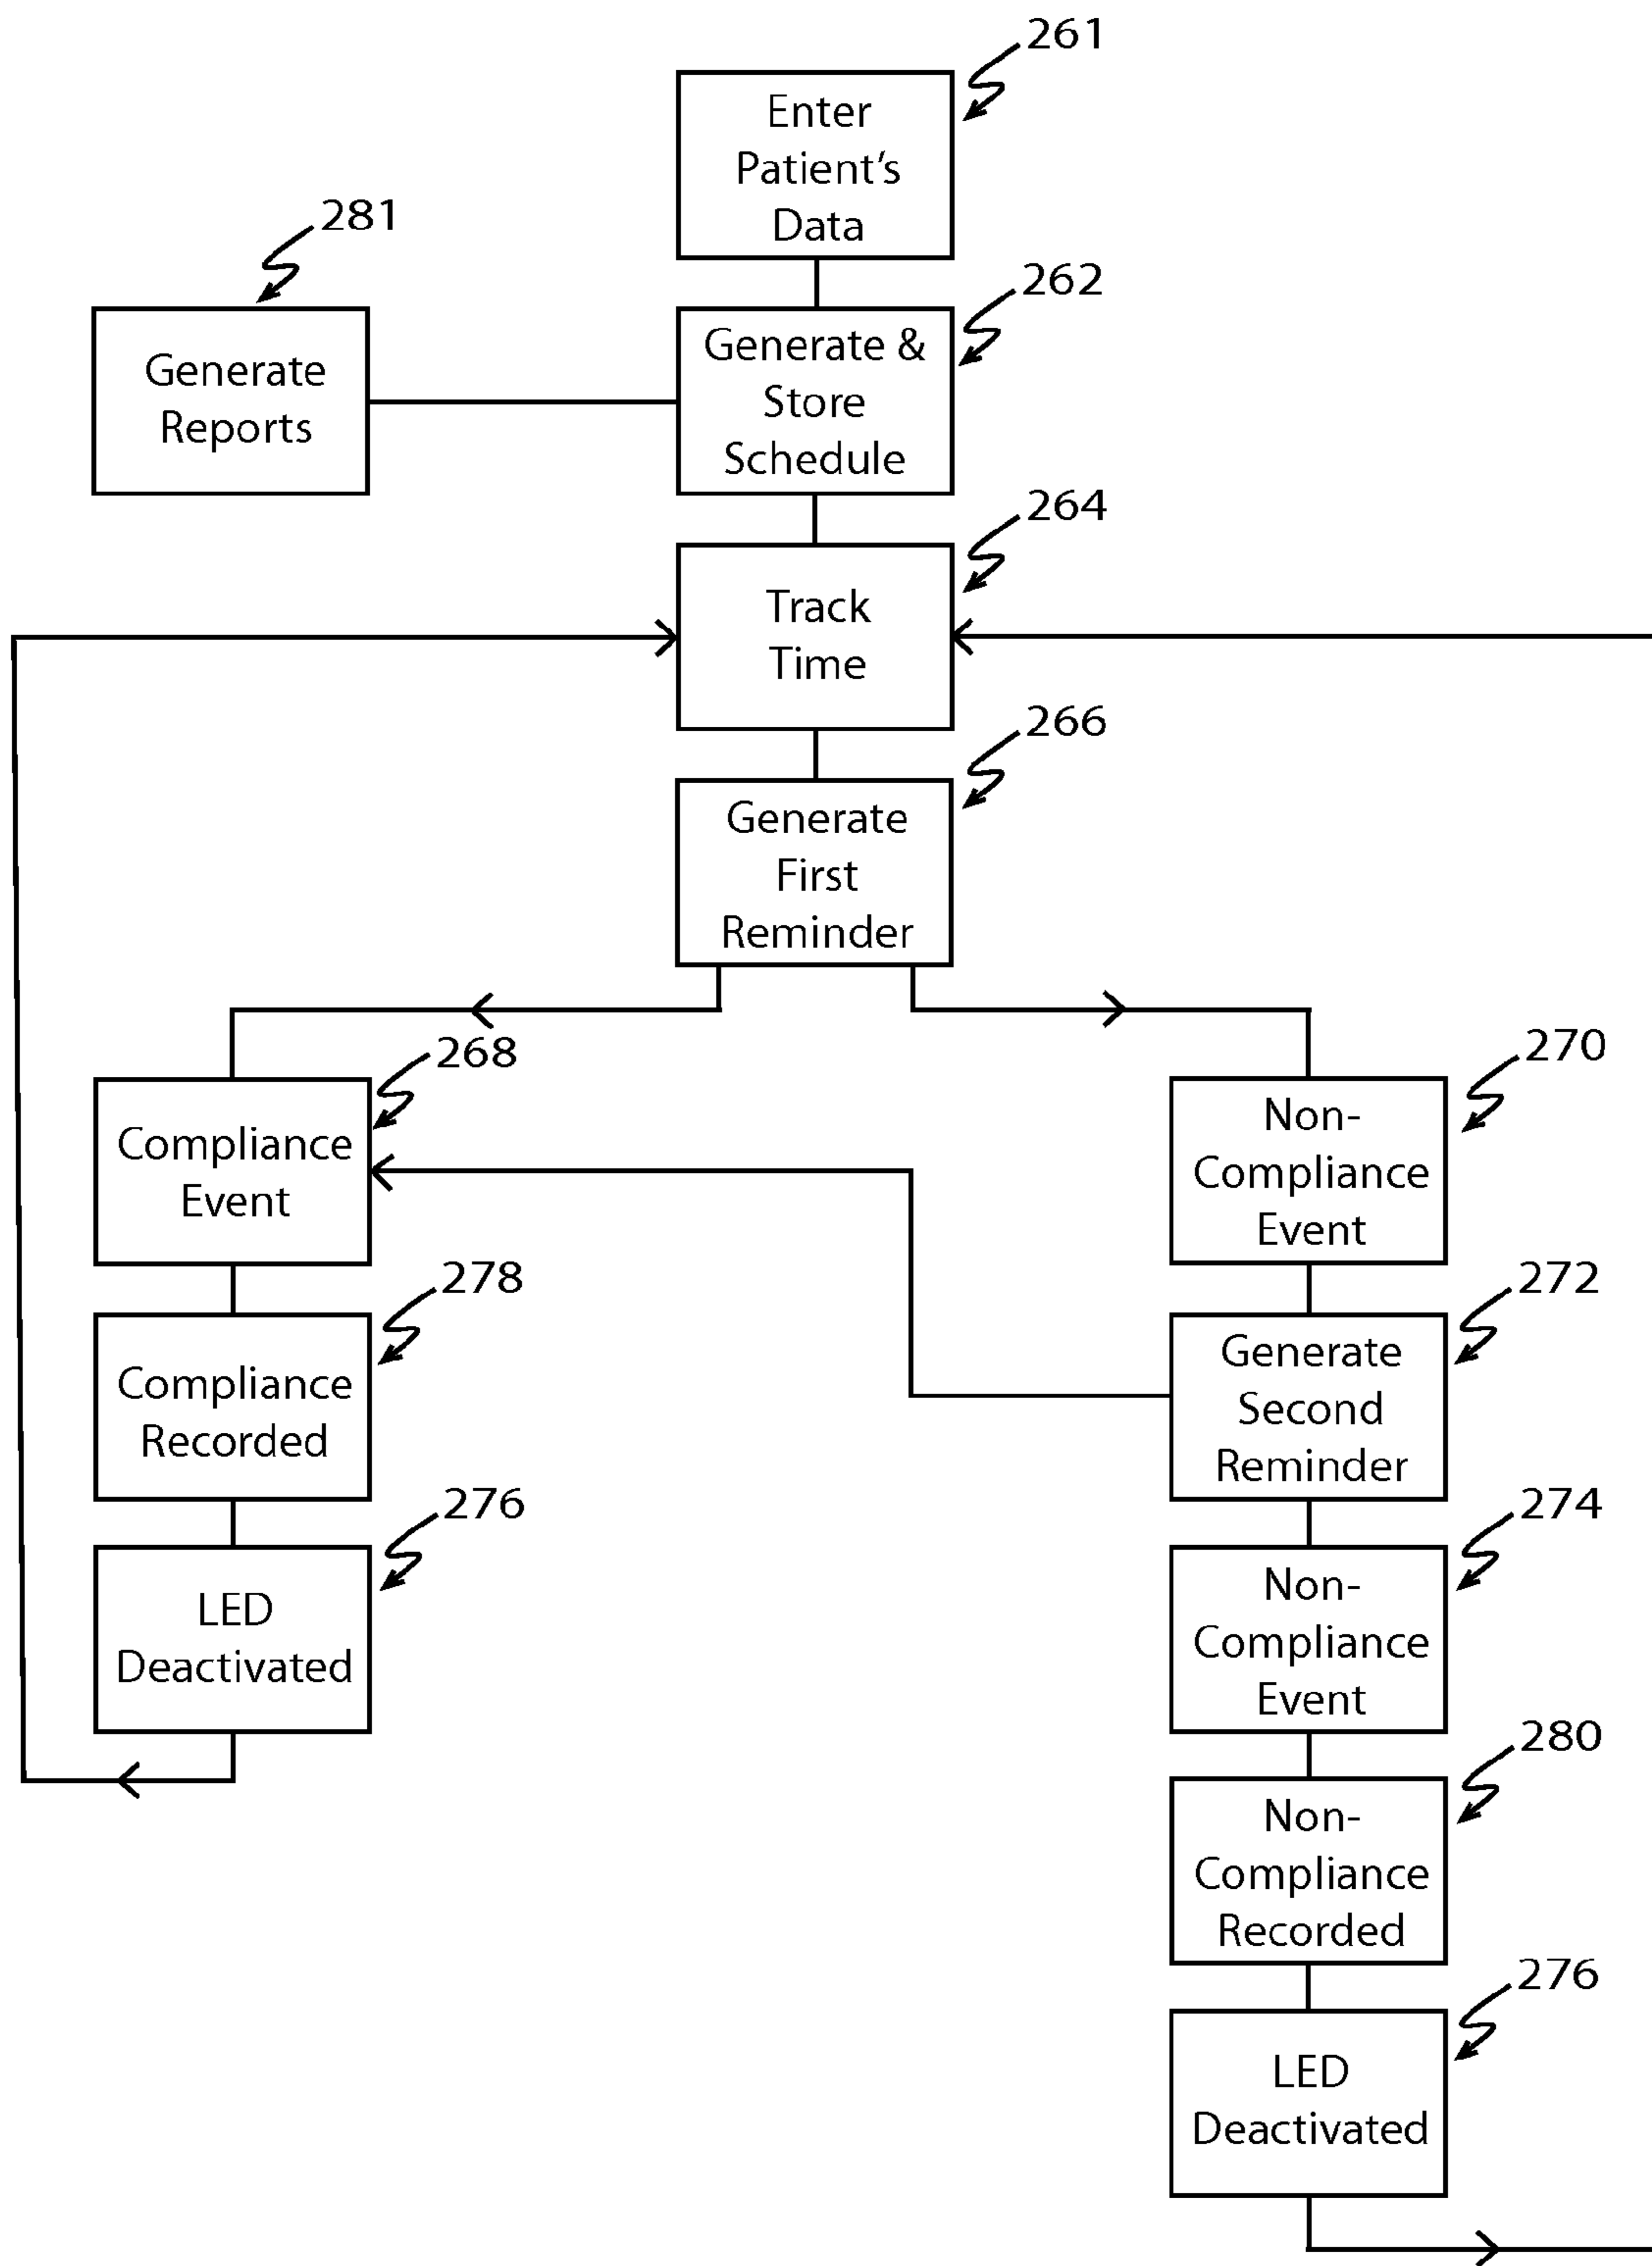 261
Enter
Patient's
Data
281
262
Generate
Reports
Generate &
Store
Schedule
264
Track
Time
266
Generate
First
Reminder
268
270
Compliance
Event
Non-
Compliance
Event
278
272
Compliance
Recorded
Generate
Second
Reminder
276
274
LED
Deactivated
Non-
Compliance
Event
280
Non-
Compliance
Recorded
276
LED
Deactivated